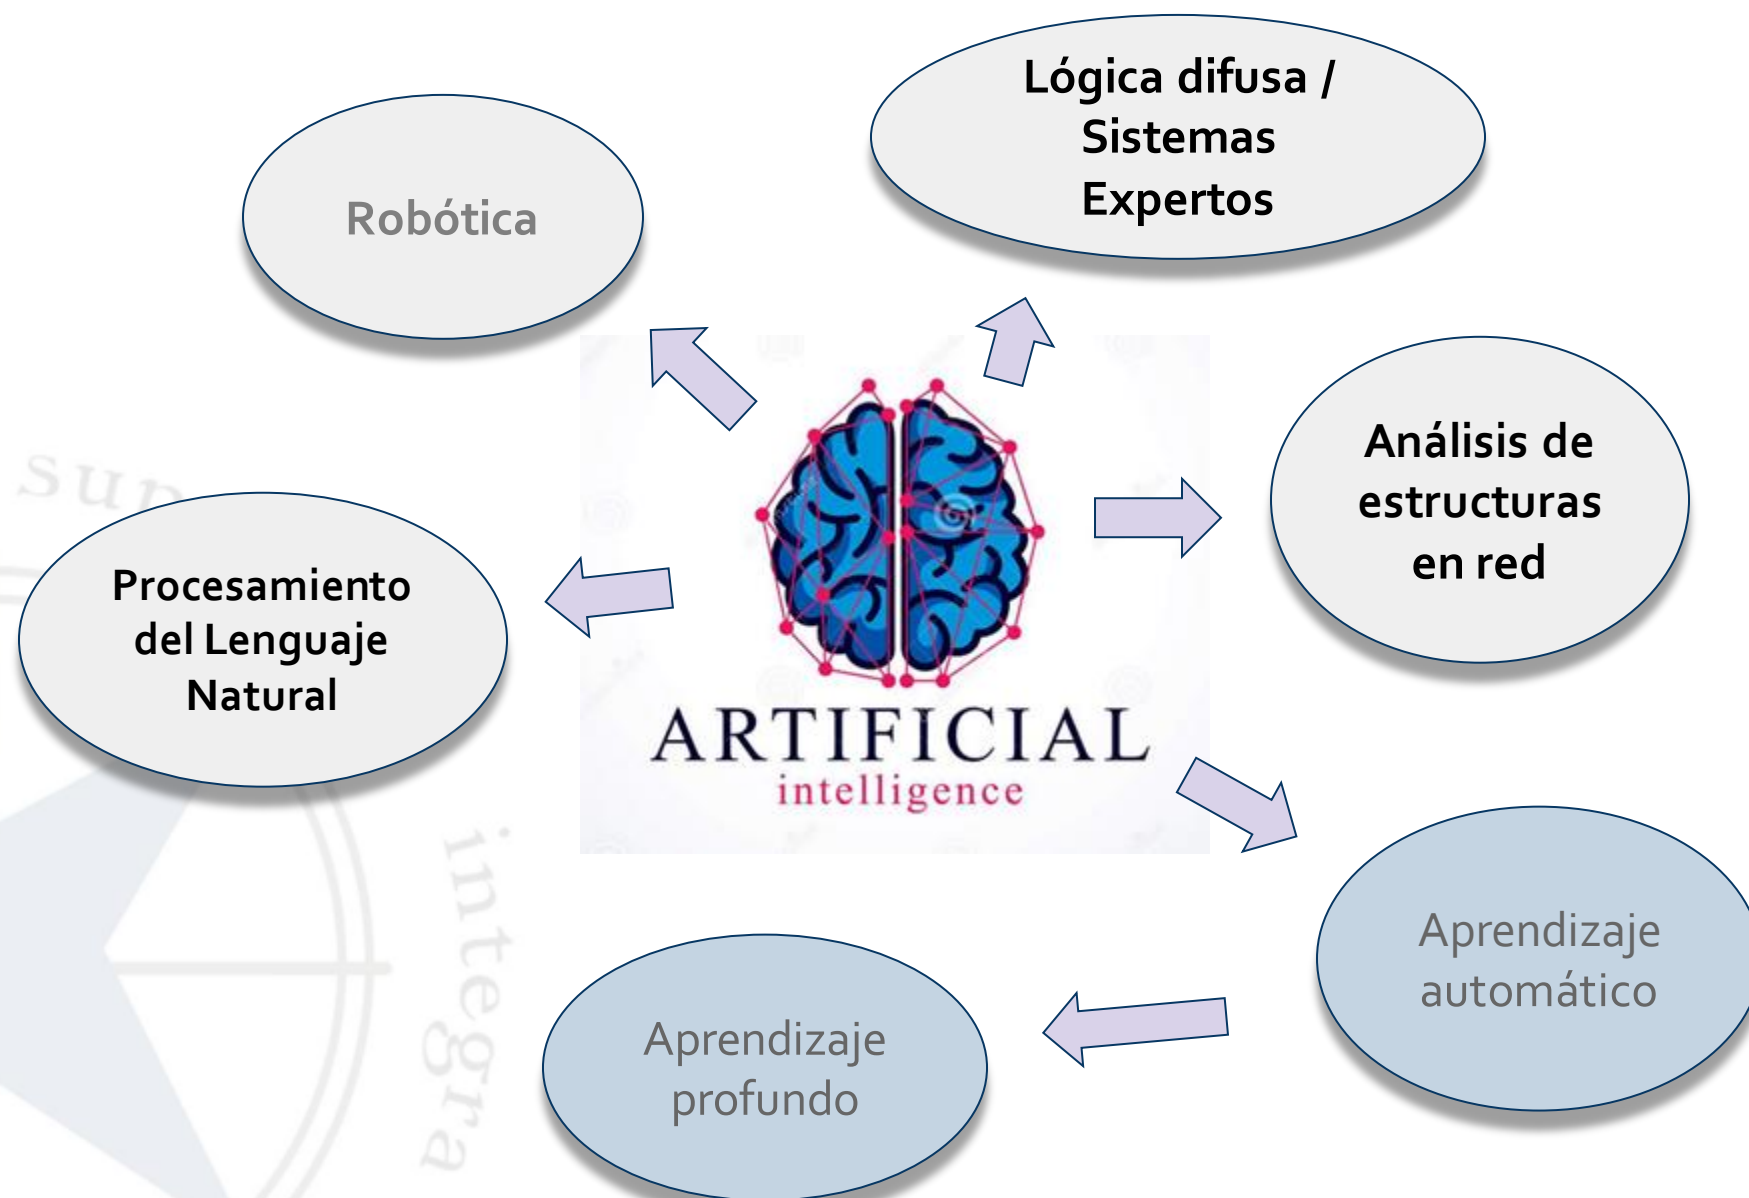 Lógica difusa /
Sistemas
Expertos
Robótica
Análisis de
estructuras
en red
Procesamiento
del Lenguaje
Natural
ARTIFICIAL
intelligence
Aprendizaje
automático
Aprendizaje
profundo
integra